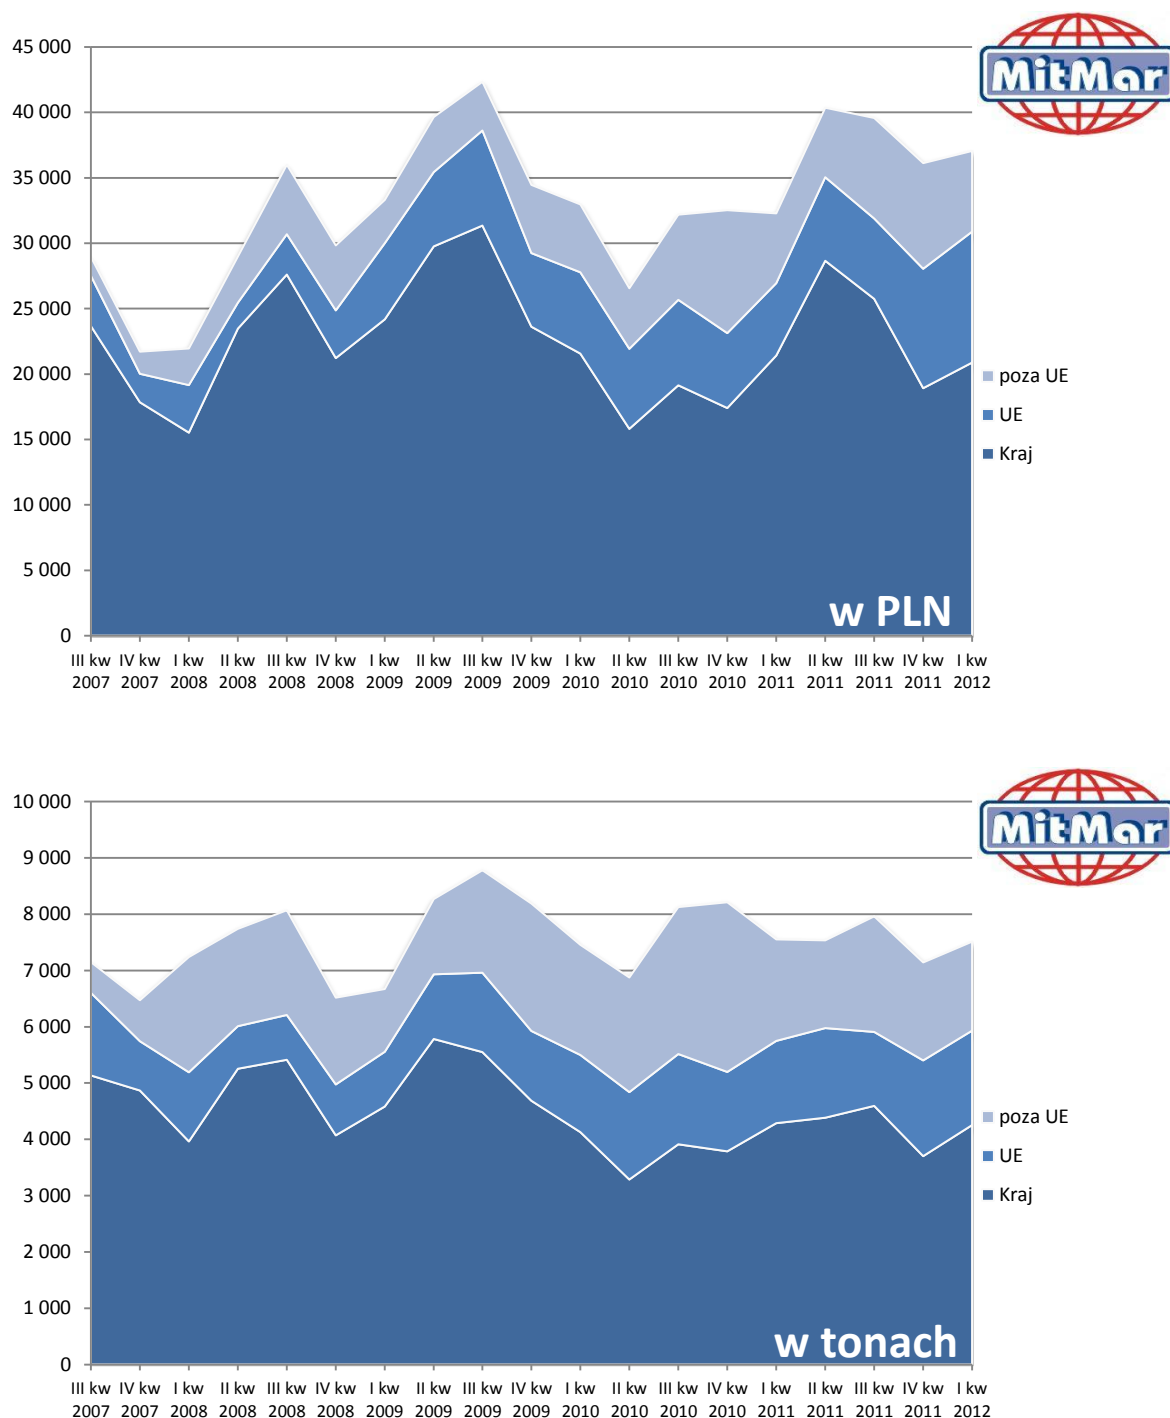 MitMar
45 000
40 000
35 000
30 000
25 000
20 000
15 000
10 000
5 000
0
poza UE
UE
Kraj
w PLN
III kw IV kw I kw II kw III kw IV kw I kw II kw III kw IV kw I kw II kw III kw IV kw I kw II kw III kw IV kw I kw
2007 2007 2008 2008 2008 2008 2009 2009 2009 2009 2010 2010 2010 2010 2011 2011 2011 2011 2012
MitMar
10 000
9 000
8 000
7 000
6 000
5 000
4 000
3 000
2 000
1 000
0
poza UE
UE
Kraj
w tonach
III kw IV kw I kw II kw III kw IV kw I kw II kw III kw IV kw I kw II kw III kw IV kw I kw II kw III kw IV kw I kw
2007 2007 2008 2008 2008 2008 2009 2009 2009 2009 2010 2010 2010 2010 2011 2011 2011 2011 2012